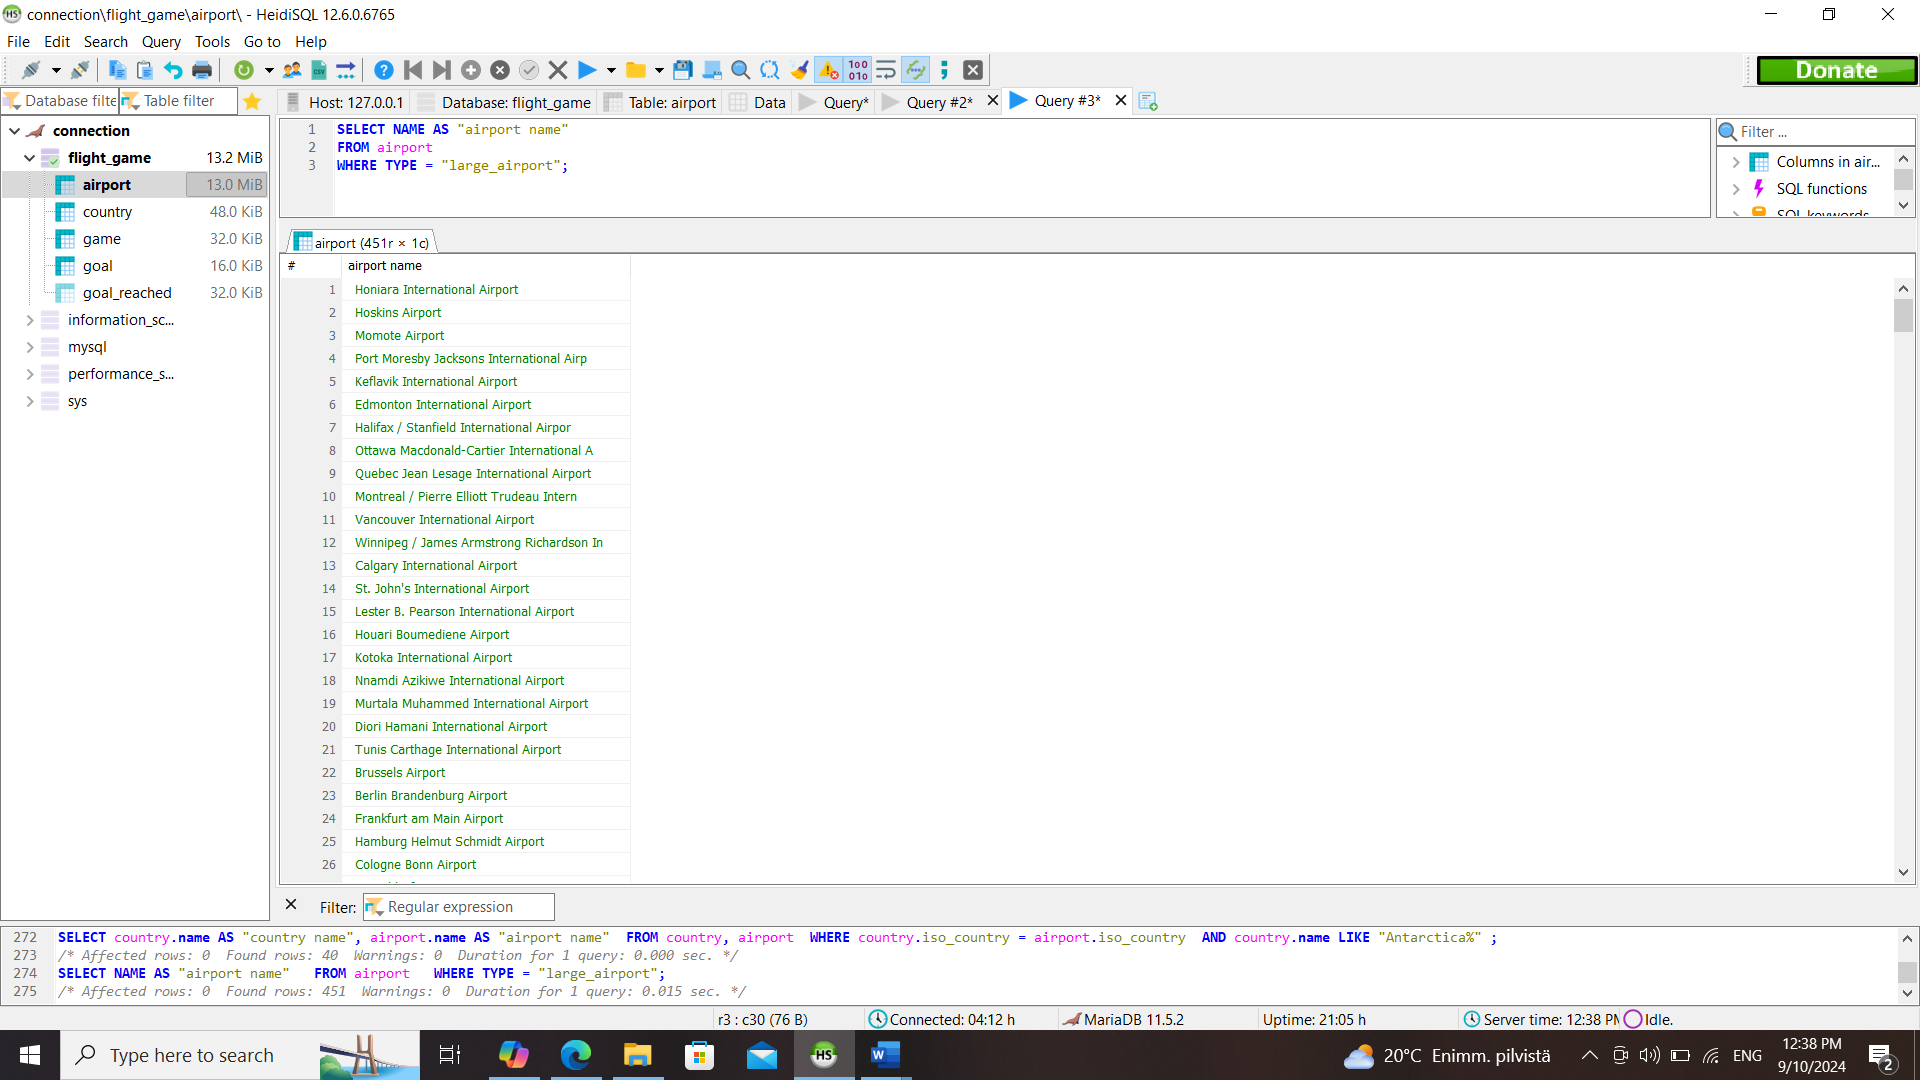 connection\flight_game\airport\ - HeidiSQL 12.6.0.6765
File Edit Search Query Tools Go to Help
Donate
Database filte Table filter
Host: 127.0.0.1 Database: flight_game Table: airport Data Query* Query #2* Query #3*
connection
flight_game 13.2 MiB
airport 13.0 MiB
country 48.0 KiB
game 32.0 KiB
goal 16.0 KiB
goal_reached 32.0 KiB
information_sc...
mysql
performance_s...
sys
1 SELECT NAME AS "airport name"
2 FROM airport
3 WHERE TYPE = "large_airport";
Filter ...
Columns in air...
SQL functions
SQL keywords
airport (451r × 1c)
# airport name
1 Honiara International Airport
2 Hoskins Airport
3 Momote Airport
4 Port Moresby Jacksons International Airp
5 Keflavik International Airport
6 Edmonton International Airport
7 Halifax / Stanfield International Airpor
8 Ottawa Macdonald-Cartier International A
9 Quebec Jean Lesage International Airport
10 Montreal / Pierre Elliott Trudeau Intern
11 Vancouver International Airport
12 Winnipeg / James Armstrong Richardson In
13 Calgary International Airport
14 St. John's International Airport
15 Lester B. Pearson International Airport
16 Houari Boumediene Airport
17 Kotoka International Airport
18 Nnamdi Azikiwe International Airport
19 Murtala Muhammed International Airport
20 Diori Hamani International Airport
21 Tunis Carthage International Airport
22 Brussels Airport
23 Berlin Brandenburg Airport
24 Frankfurt am Main Airport
25 Hamburg Helmut Schmidt Airport
26 Cologne Bonn Airport
Filter: Regular expression
272 SELECT country.name AS "country name", airport.name AS "airport name" FROM country, airport WHERE country.iso_country = airport.iso_country AND country.name LIKE "Antarctica%" ;
273 /* Affected rows: 0 Found rows: 40 Warnings: 0 Duration for 1 query: 0.000 sec. */
274 SELECT NAME AS "airport name" FROM airport WHERE TYPE = "large_airport";
275 /* Affected rows: 0 Found rows: 451 Warnings: 0 Duration for 1 query: 0.015 sec. */
r3 : c30 (76 B) Connected: 04:12 h MariaDB 11.5.2 Uptime: 21:05 h Server time: 12:38 PM Idle.
Type here to search
HS
20°C Enimm. pilvistä
ENG
12:38 PM
9/10/2024
2